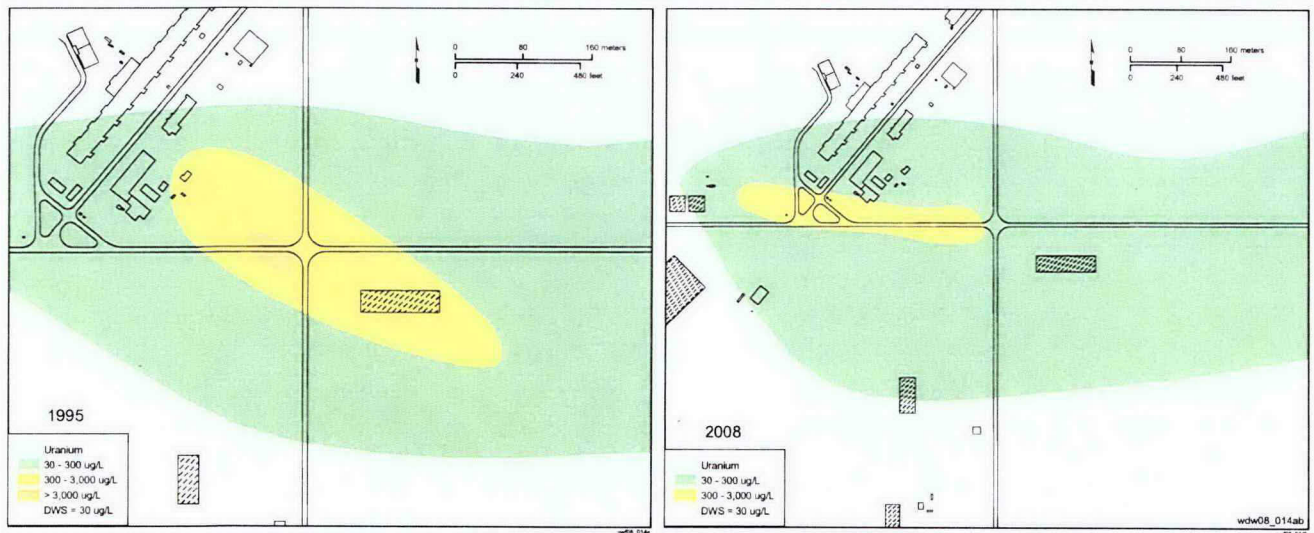 0 80 160 meters
0 240 480 feet
1995
Uranium
30 - 300 ug/L
300 - 3,000 ug/L
> 3,000 ug/L
DWS = 30 ug/L
0 80 160 meters
0 240 480 feet
2008
Uranium
30 - 300 ug/L
300 - 3,000 ug/L
DWS = 30 ug/L
wdw08_014ab